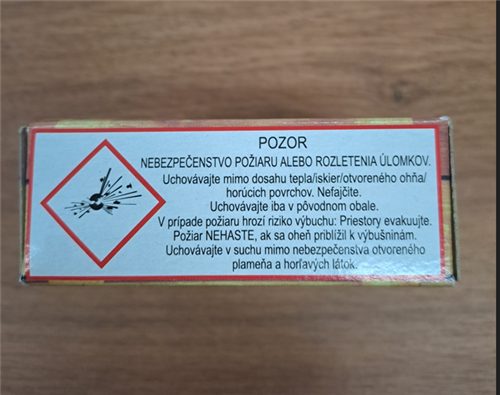 POZOR
NEBEZPEČENSTVO POŽIARU ALEBO ROZLETENIA ÚLOMKOV.
Uchovávajte mimo dosahu tepla/iskier/otvoreného ohňa/
horúcich povrchov. Nefajčite.
Uchovávajte iba v pôvodnom obale.
V prípade požiaru hrozí riziko výbuchu: Priestory evakuujte.
Požiar NEHASTE, ak sa oheň priblížil k výbušninám.
Uchovávajte v suchu mimo nebezpečenstva otvoreného
plameňa a horľavých látok.